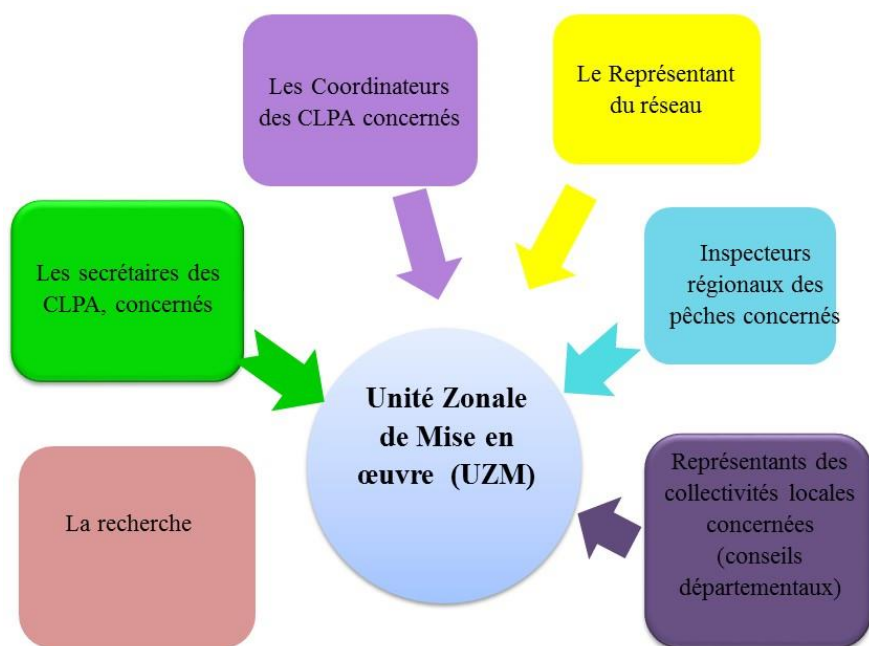 Les Coordinateurs
des CLPA concernés
Le Représentant
du réseau
Les secrétaires des
CLPA, concernés
Inspecteurs
régionaux des
pêches concernés
Unité Zonale
de Mise en
œuvre (UZM)
La recherche
Représentants des
collectivités locales
concernées
(conseils
départementaux)